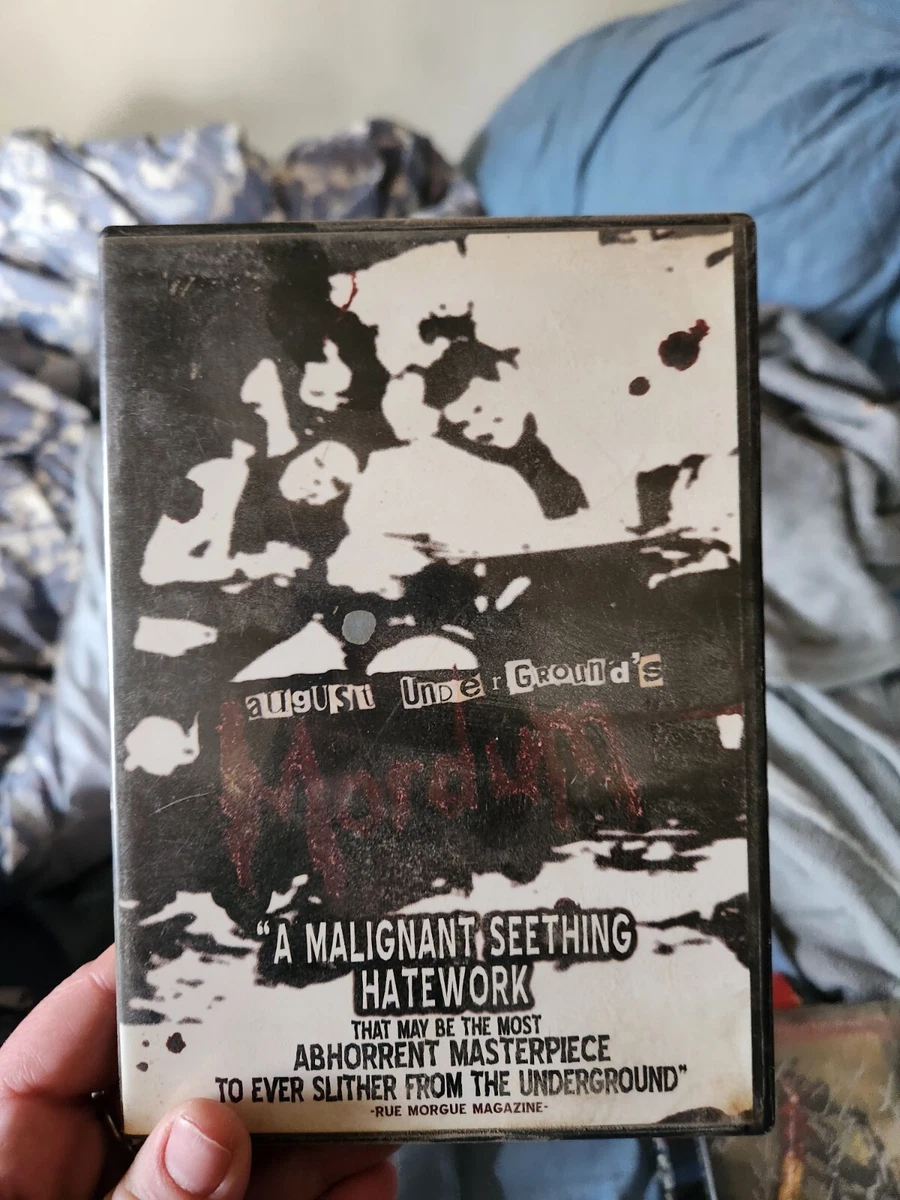 augUSt UnDerGRoUnd's
MorduM
"A MALIGNANT SEETHING
HATEWORK
THAT MAY BE THE MOST
ABHORRENT MASTERPIECE
TO EVER SLITHER FROM THE UNDERGROUND"
-RUE MORGUE MAGAZINE-